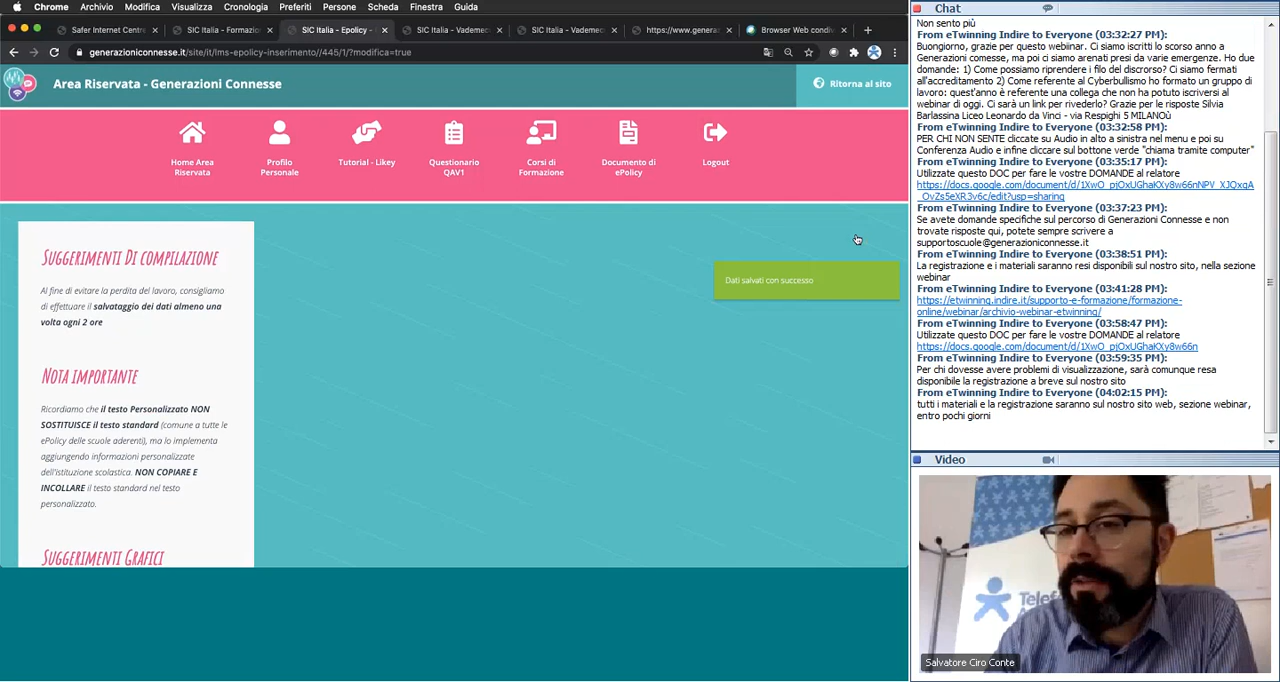 Chrome Archivio Modifica Visualizza Cronologia Preferiti Persone Scheda Finestra Guida
Safer Internet Centre SIC Italia - Formazion SIC Italia - Epolicy - SIC Italia - Vademec SIC Italia - Vademec https://www.genera Browser Web condiv
generazioniconnesse.it/site/it/lms-epolicy-inserimento//445/1/?modifica=true
Area Riservata - Generazioni Connesse
Ritorna al sito
Home Area
Riservata
Profilo
Personale
Tutorial - Likey
Questionario
QAV1
Corsi di
Formazione
Documento di
ePolicy
Logout
Suggerimenti Di compilazione
Al fine di evitare la perdita del lavoro, consigliamo
di effettuare il salvataggio dei dati almeno una
volta ogni 2 ore
Nota importante
Ricordiamo che il testo Personalizzato NON
SOSTITUISCE il testo standard (comune a tutte le
ePolicy delle scuole aderenti), ma lo implementa
aggiungendo informazioni personalizzate
dell'istituzione scolastica. NON COPIARE E
INCOLLARE il testo standard nel testo
personalizzato.
Suggerimenti Grafici
Dati salvati con successo
Chat
Non sento più
From eTwinning Indire to Everyone (03:32:27 PM):
Buongiorno, grazie per questo webiinar. Ci siamo iscritti lo scorso anno a
Generazioni comesse, ma poi ci siamo arenati presi da varie emergenze. Ho due
domande: 1) Come possiamo riprendere i filo del discorso? Ci siamo fermati
all'accreditamento 2) Come referente al Cyberbullismo ho formato un gruppo di
lavoro: quest'anno è referente una collega che non ha potuto iscriversi al
webinar di oggi. Ci sarà un link per rivederlo? Grazie per le risposte Silvia
Barlassina Liceo Leonardo da Vinci - via Respighi 5 MILANOù
From eTwinning Indire to Everyone (03:32:58 PM):
PER CHI NON SENTE cliccate su Audio in alto a sinistra nel menu e poi su
Conferenza Audio e infine cliccare sul bottone verde "chiama tramite computer"
From eTwinning Indire to Everyone (03:35:17 PM):
Utilizzate questo DOC per fare le vostre DOMANDE al relatore
https://docs.google.com/document/d/1XwO_pjOxUGhaKXy8w66nNPV_XJQxgA
_OvZs5eXR3v6c/edit?usp=sharing
From eTwinning Indire to Everyone (03:37:23 PM):
Se avete domande specifiche sul percorso di Generazioni Connesse e non
trovate risposte qui, potete sempre scrivere a
supportoscuole@generazioniconnesse.it
From eTwinning Indire to Everyone (03:38:51 PM):
La registrazione e i materiali saranno resi disponibili sul nostro sito, nella sezione
webinar
From eTwinning Indire to Everyone (03:41:28 PM):
https://etwinning.indire.it/supporto-e-formazione/formazione-
online/webinar/archivio-webinar-etwinning/
From eTwinning Indire to Everyone (03:58:47 PM):
Utilizzate questo DOC per fare le vostre DOMANDE al relatore
https://docs.google.com/document/d/1XwO_pjOxUGhaKXy8w66n
From eTwinning Indire to Everyone (03:59:35 PM):
Per chi dovesse avere problemi di visualizzazione, sarà comunque resa
disponibile la registrazione a breve sul nostro sito
From eTwinning Indire to Everyone (04:02:15 PM):
tutti i materiali e la registrazione saranno sul nostro sito web, sezione webinar,
entro pochi giorni
Video
Telef
Salvatore Ciro Conte